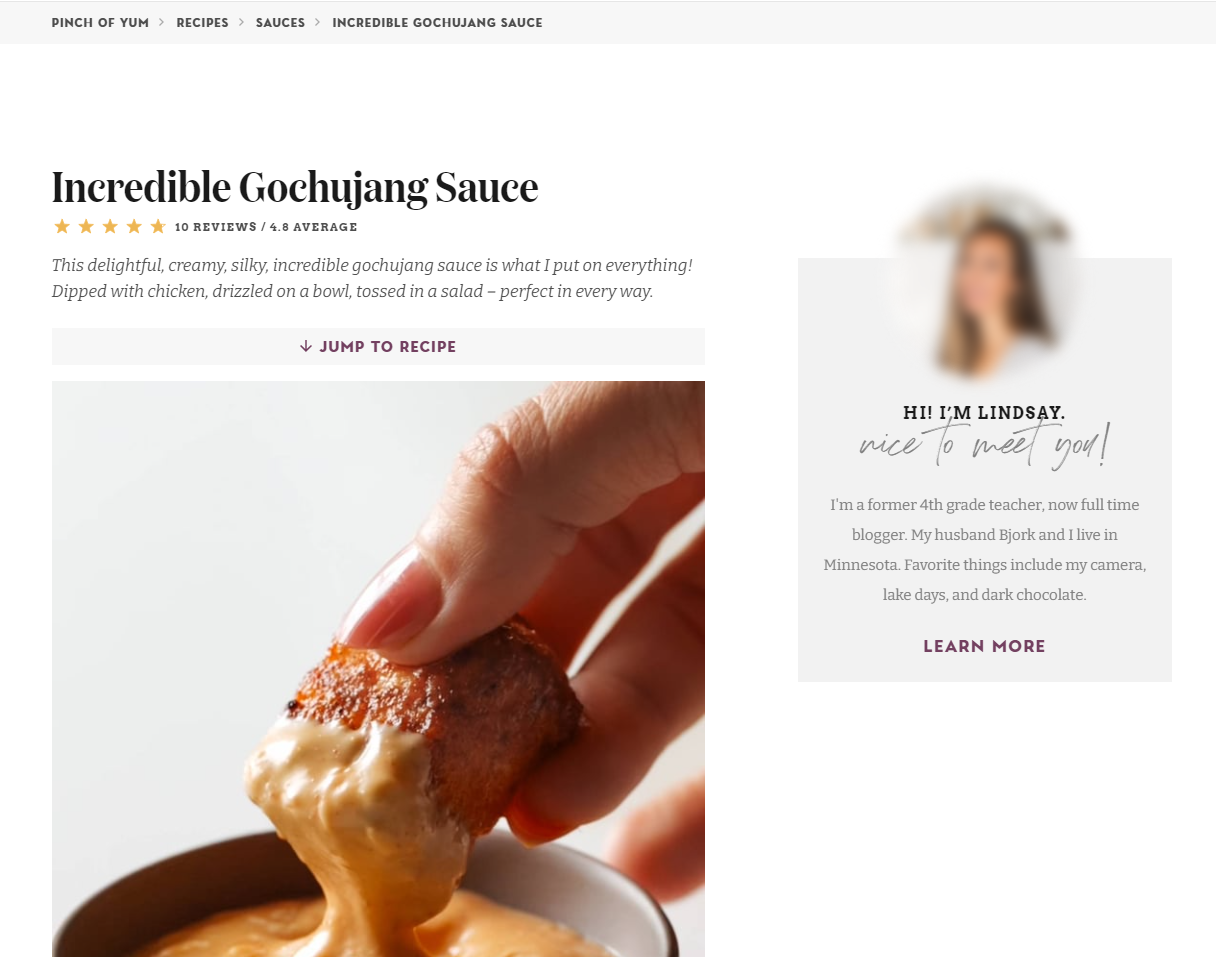 PINCH OF YUM > RECIPES > SAUCES > INCREDIBLE GOCHUJANG SAUCE
Incredible Gochujang Sauce
10 REVIEWS / 4.8 AVERAGE
This delightful, creamy, silky, incredible gochujang sauce is what I put on everything!
Dipped with chicken, drizzled on a bowl, tossed in a salad – perfect in every way.
↓ JUMP TO RECIPE
HI! I'M LINDSAY.
nice to meet you!
I'm a former 4th grade teacher, now full time
blogger. My husband Bjork and I live in
Minnesota. Favorite things include my camera,
lake days, and dark chocolate.
LEARN MORE